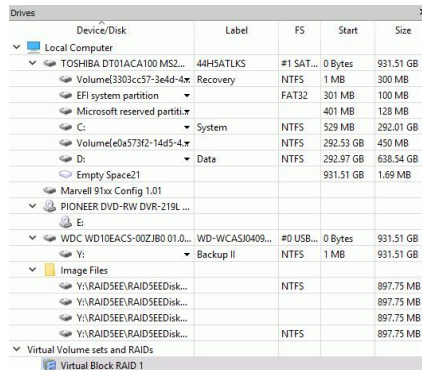 Drives
Device/Disk Label FS Start Size
Local Computer
TOSHIBA DT01ACA100 MS2... 44H5ATLKS #1 SAT... 0 Bytes 931.51 GB
Volume{3303cc57-3e4d-4... Recovery NTFS 1 MB 300 MB
EFI system partition FAT32 301 MB 100 MB
Microsoft reserved partiti... 401 MB 128 MB
C: System NTFS 529 MB 292.01 GB
Volume{e0a573f2-14d5-4... NTFS 292.53 GB 450 MB
D: Data NTFS 292.97 GB 638.54 GB
Empty Space21 931.51 GB 1.69 MB
Marvell 91xx Config 1.01
PIONEER DVD-RW DVR-219L ...
E:
WDC WD10EACS-00ZJB0 01.0... WD-WCASJ0409... #0 USB... 0 Bytes 931.51 GB
Y: Backup II NTFS 1 MB 931.51 GB
Image Files
Y:\RAID5EE\RAID5EEDisk... NTFS 897.75 MB
Y:\RAID5EE\RAID5EEDisk... 897.75 MB
Y:\RAID5EE\RAID5EEDisk... 897.75 MB
Y:\RAID5EE\RAID5EEDisk... NTFS 897.75 MB
Virtual Volume sets and RAIDs
Virtual Block RAID 1